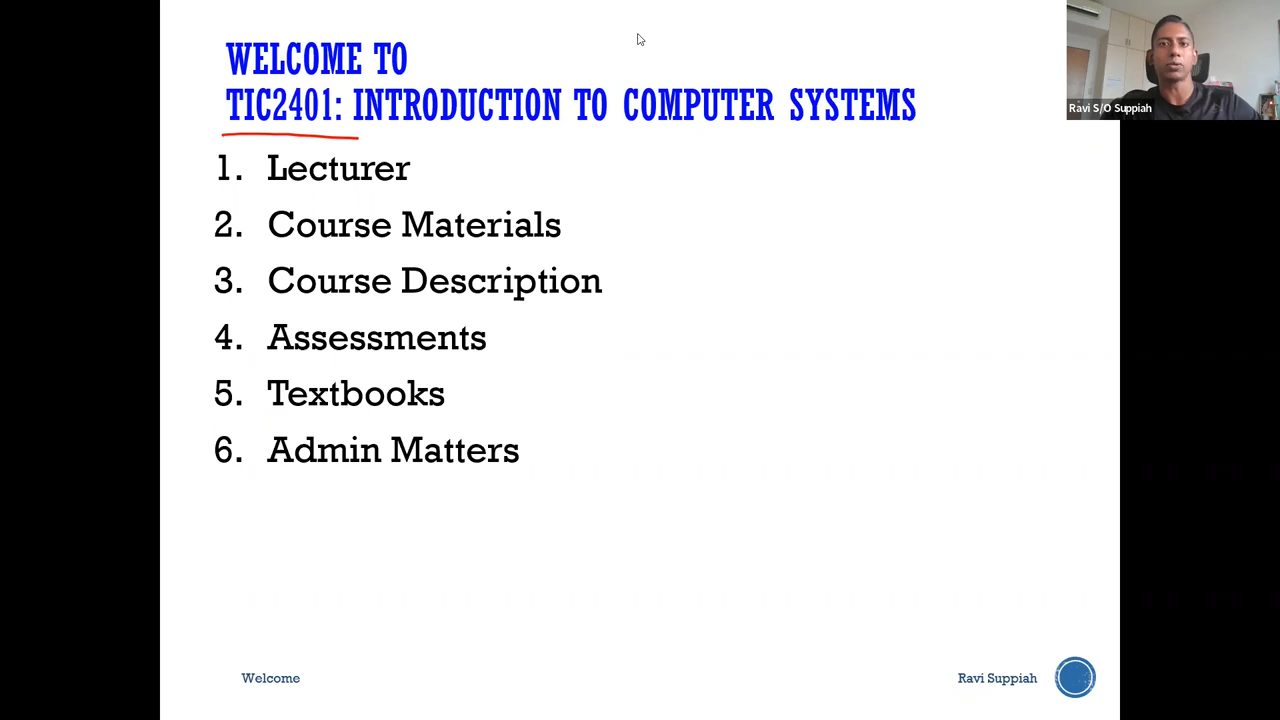 WELCOME TO
TIC2401: INTRODUCTION TO COMPUTER SYSTEMS
Ravi S/O Suppiah
1. Lecturer
2. Course Materials
3. Course Description
4. Assessments
5. Textbooks
6. Admin Matters
Welcome
Ravi Suppiah